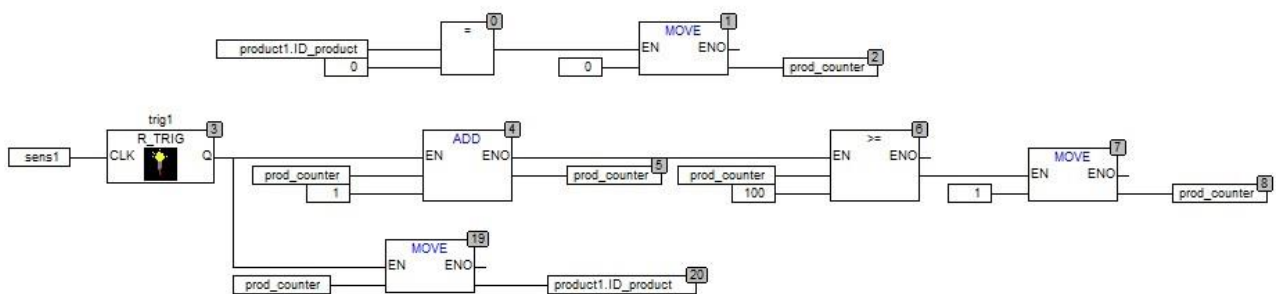 0
= MOVE 1
product1.ID_product EN ENO
0 0 prod_counter 2
trig1
R_TRIG 3 ADD 4 >= 6
sens1 CLK Q EN ENO 5 EN ENO MOVE 7
prod_counter prod_counter prod_counter EN ENO 8
1 100 1 prod_counter
MOVE 19
EN ENO 20
prod_counter product1.ID_product